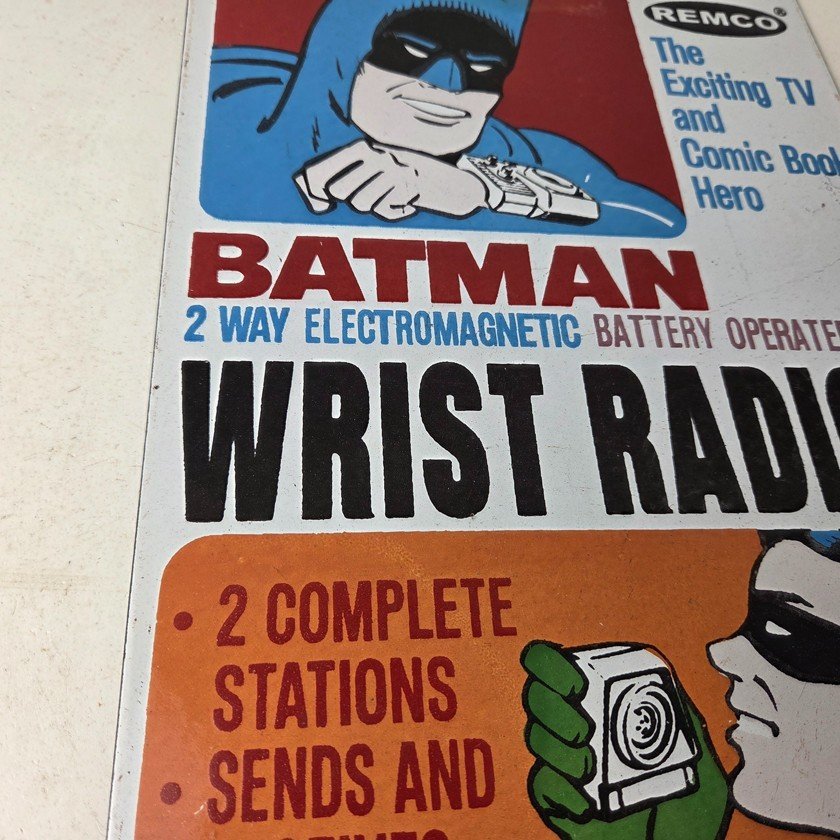 REMCO®
The
Exciting TV
and
Comic Book
Hero
BATMAN
2 WAY ELECTROMAGNETIC BATTERY OPERATE
WRIST RADIO
• 2 COMPLETE
STATIONS
• SENDS AND